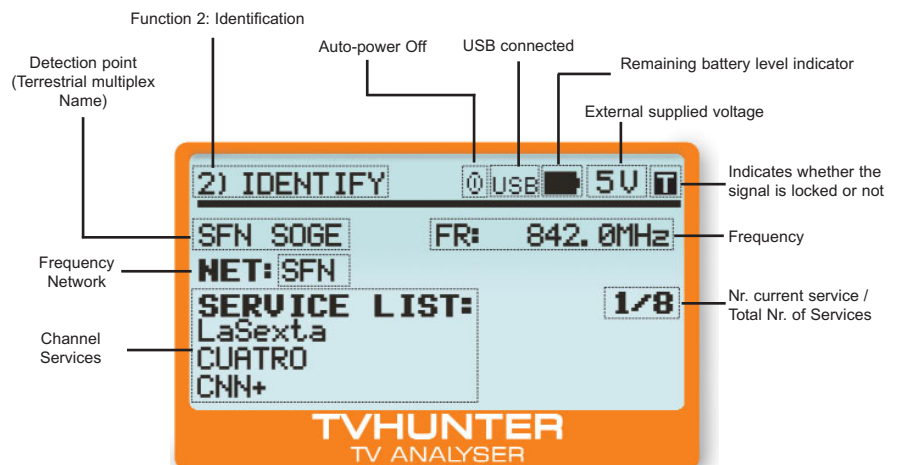 Function 2: Identification
Auto-power Off
USB connected
Detection point
(Terrestrial multiplex
Name)
Remaining battery level indicator
External supplied voltage
2) IDENTIFY
USB
5V
T
Indicates whether the
signal is locked or not
SFN SOGE
FR: 842.0MHz
Frequency
Frequency
Network
NET: SFN
SERVICE LIST:
1/8
Nr. current service /
Total Nr. of Services
LaSexta
CUATRO
CNN+
Channel
Services
TVHUNTER
TV ANALYSER